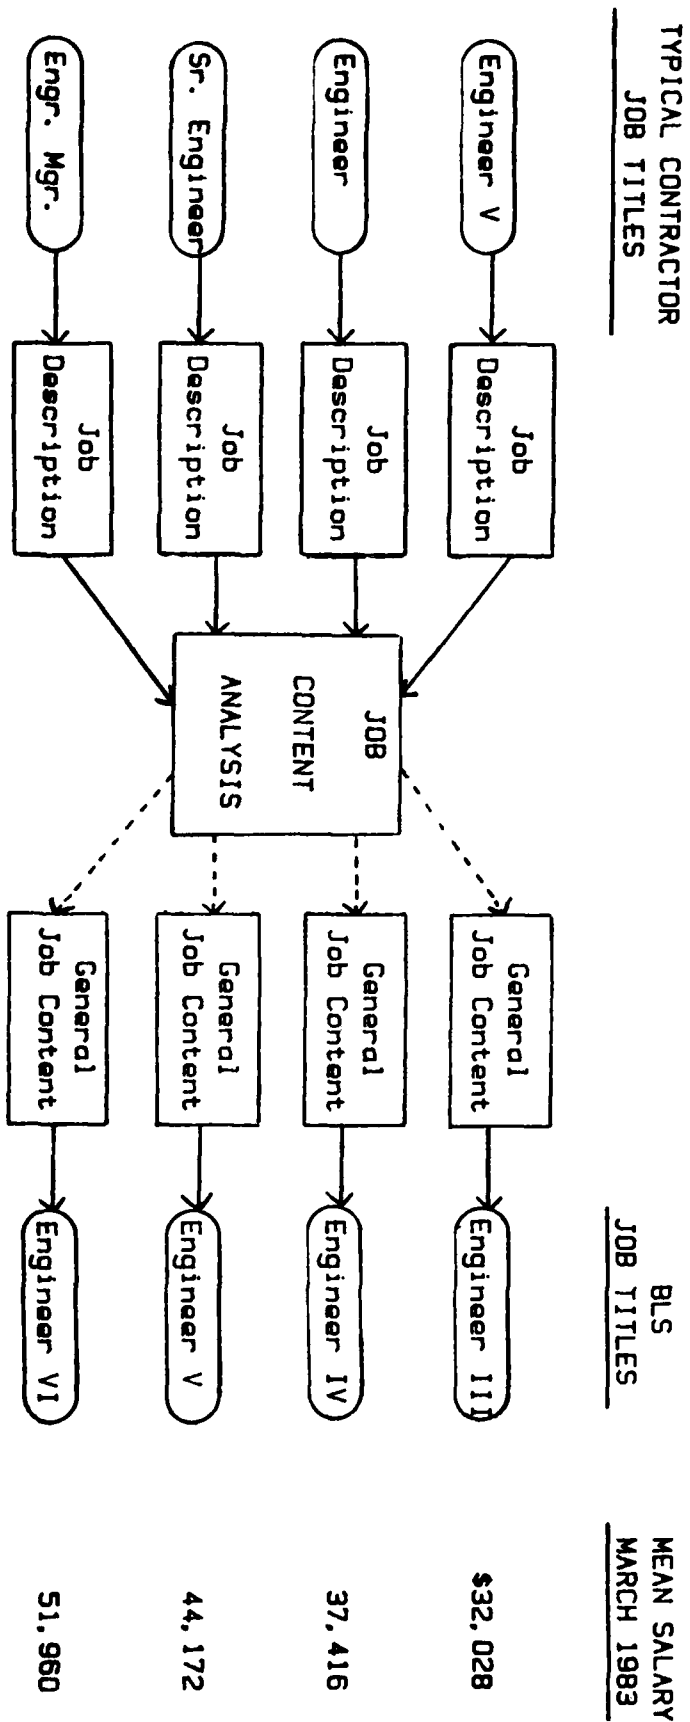 TYPICAL CONTRACTOR
JOB TITLES
BLS
JOB TITLES
MEAN SALARY
MARCH 1983
Engineer V
Job
Description
General
Job Content
Engineer III
$32,028
Engineer
Job
Description
General
Job Content
Engineer IV
37,416
JOB
CONTENT
ANALYSIS
Sr. Engineer
Job
Description
General
Job Content
Engineer V
44,172
Engr. Mgr.
Job
Description
General
Job Content
Engineer VI
51,960